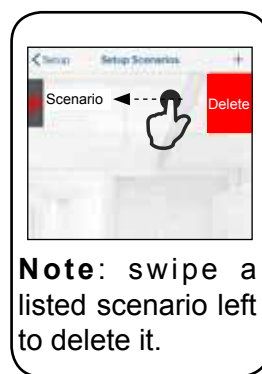 Setup Setup Scenarios +
Scenario Delete
Note: swipe a
listed scenario left
to delete it.